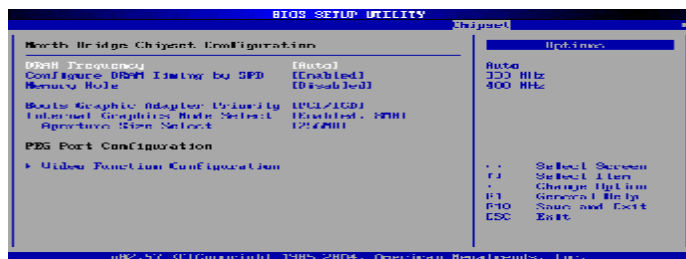 BIOS SETUP UTILITY
Chipset
North Bridge Chipset Configuration
Options
DRAM Frequency [Auto]
Configure DRAM Timing by SPD [Enabled]
Memory Hole [Disabled]
Auto
333 MHz
400 MHz
Boots Graphic Adapter Priority [PCI/IGD]
Internal Graphics Mode Select [Enabled, 8MB]
Aperture Size Select [256MB]
PEG Port Configuration
Video Function Configuration
Select Screen
Select Item
Change Option
F1 General Help
F10 Save and Exit
ESC Exit
v02.57 (C)Copyright 1985-2004, American Megatrends, Inc.